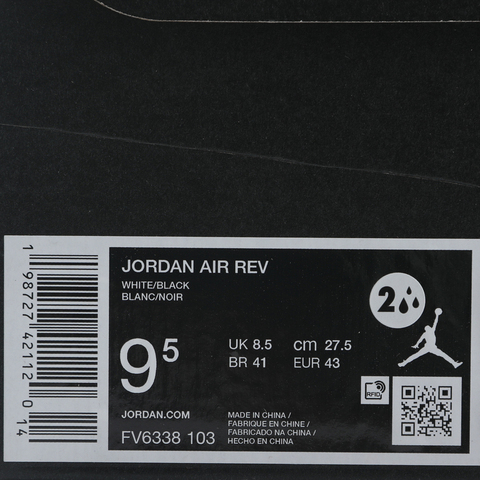 JORDAN AIR REV
WHITE/BLACK
BLANC/NOIR
2
9⁵
UK 8.5 cm 27.5
BR 41 EUR 43
RFID
JORDAN.COM
FV6338 103
MADE IN CHINA /
FABRIQUE EN CHINE /
FABRICADO NA CHINA /
HECHO EN CHINA
1 98727 42112 0 14